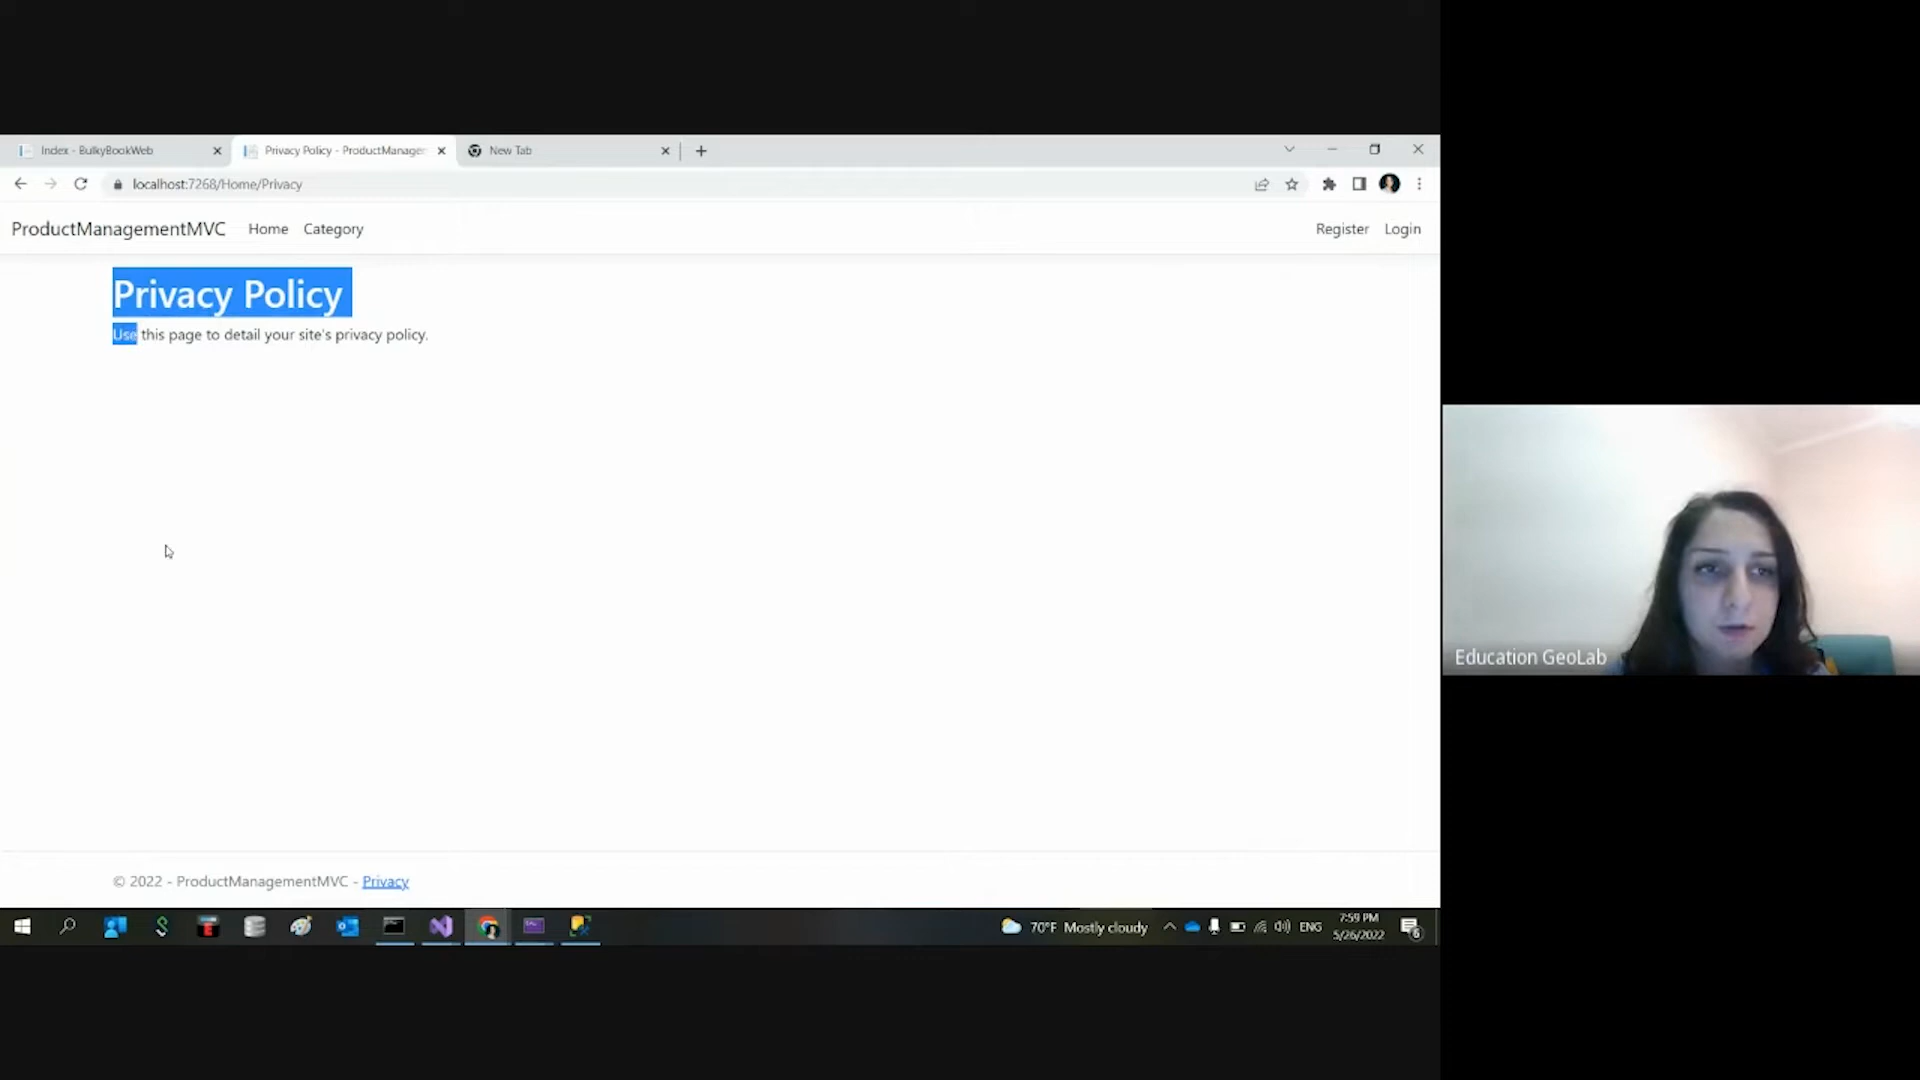 Index - BulkyBookWeb
Privacy Policy - ProductManager
New Tab
localhost:7268/Home/Privacy
ProductManagementMVC Home Category Register Login
Privacy Policy
Use this page to detail your site's privacy policy.
Education GeoLab
© 2022 - ProductManagementMVC - Privacy
70°F Mostly cloudy ENG
7:59 PM
5/26/2022
6